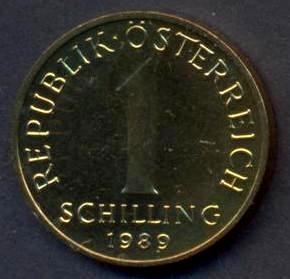 REPUBLIK·ÖSTERREICH
1
SCHILLING
1989